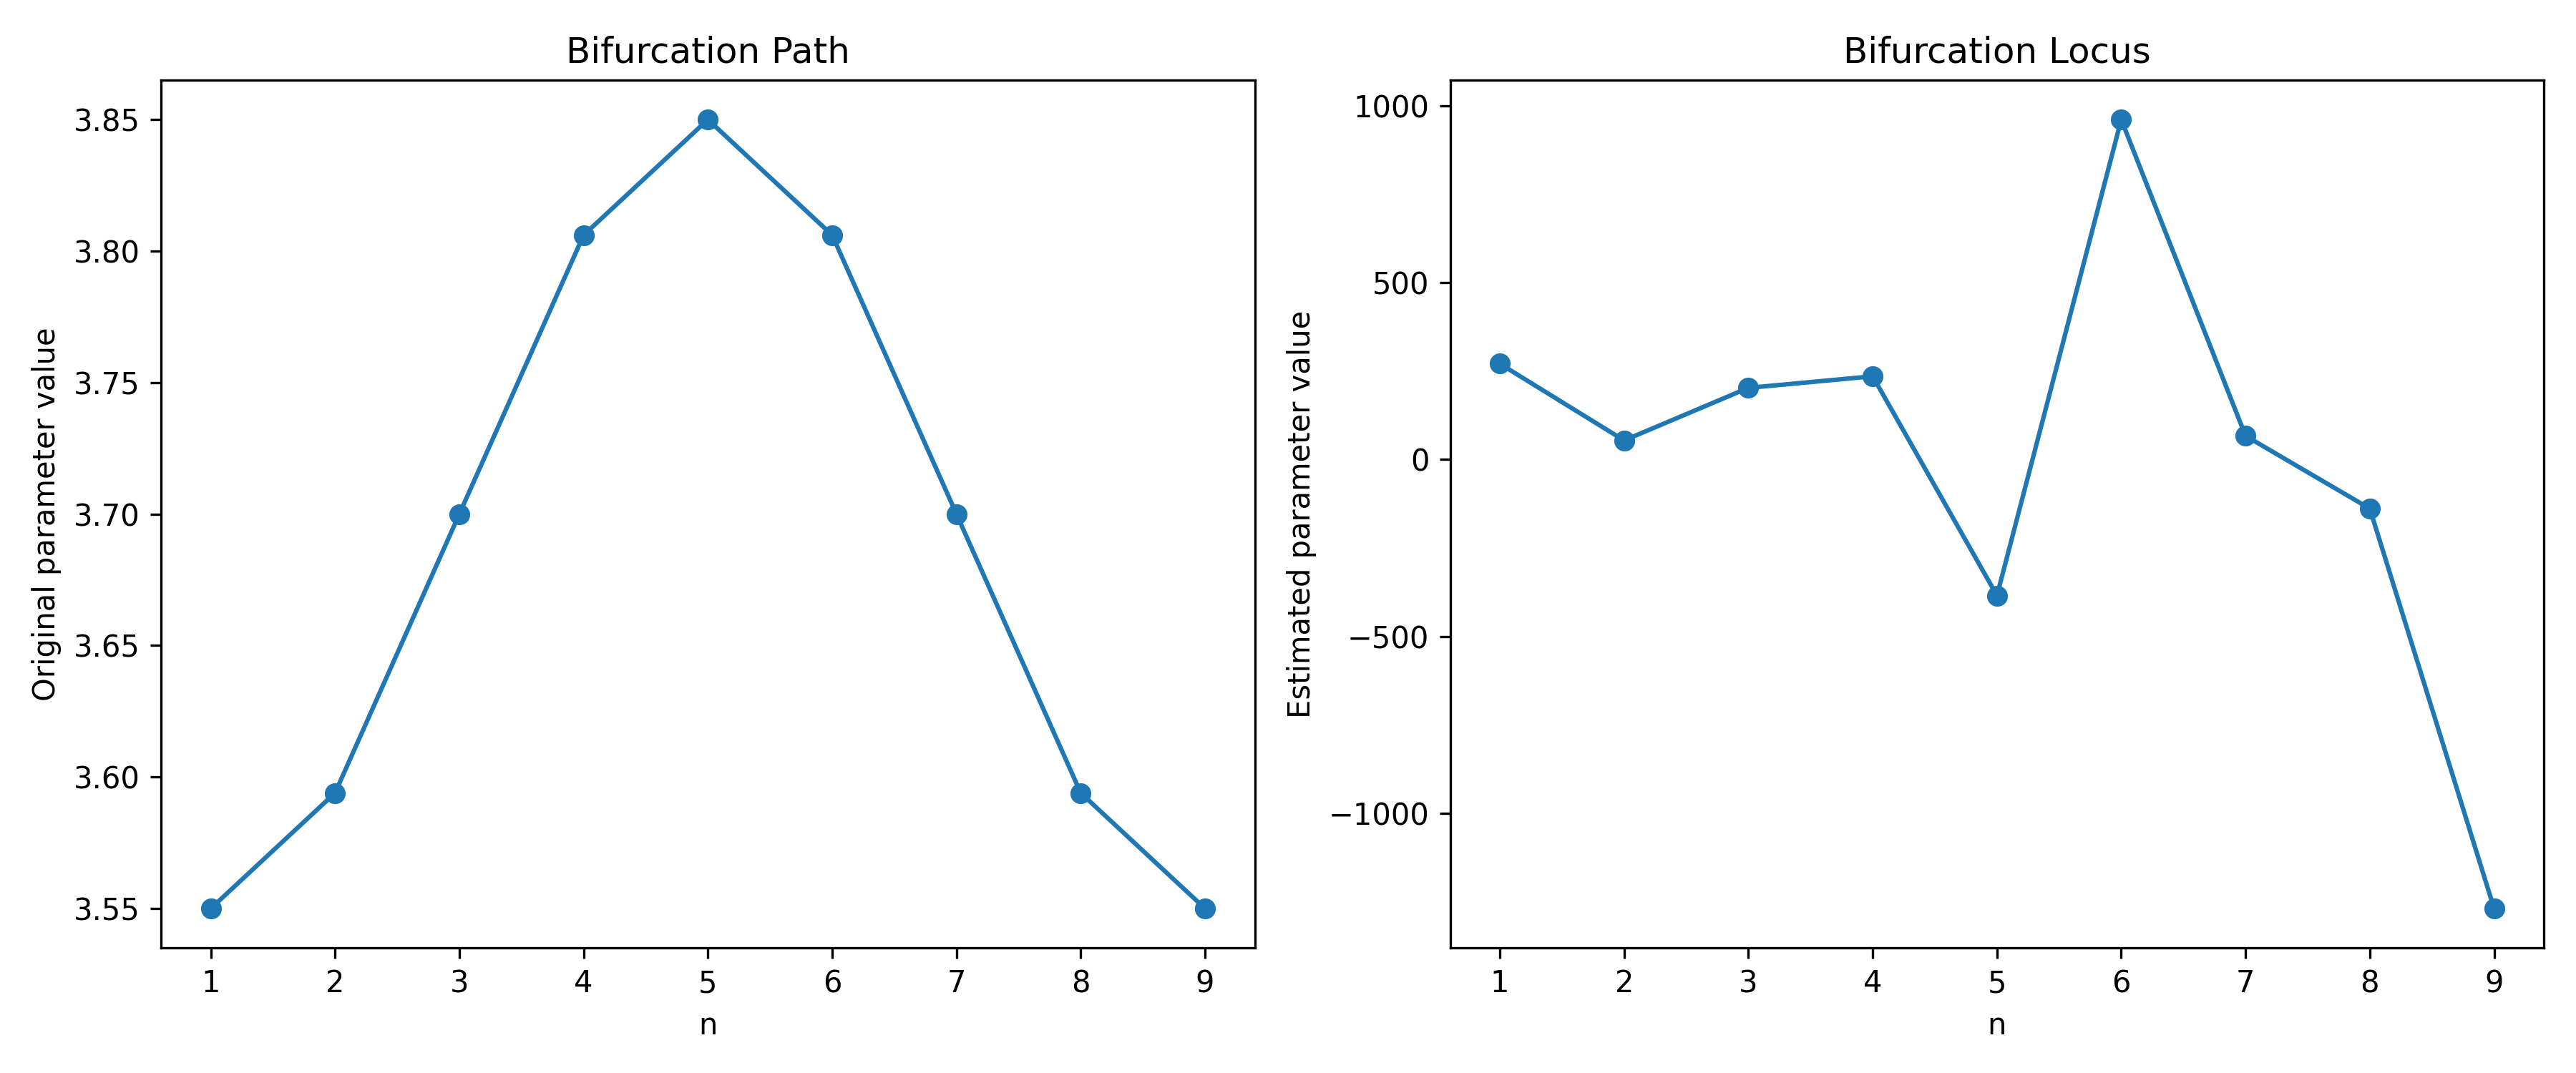 Bifurcation Path
Original parameter value
3.85
3.80
3.75
3.70
3.65
3.60
3.55
1 2 3 4 5 6 7 8 9
n
Bifurcation Locus
Estimated parameter value
1000
500
0
−500
−1000
1 2 3 4 5 6 7 8 9
n